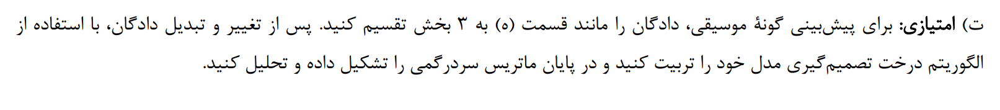 ت) امتیازی: برای پیش‌بینی گونهٔ موسیقی، دادگان را مانند قسمت (ه) به ۳ بخش تقسیم کنید. پس از تغییر و تبدیل دادگان، با استفاده از
الگوریتم درخت تصمیم‌گیری مدل خود را تربیت کنید و در پایان ماتریس سردرگمی را تشکیل داده و تحلیل کنید.